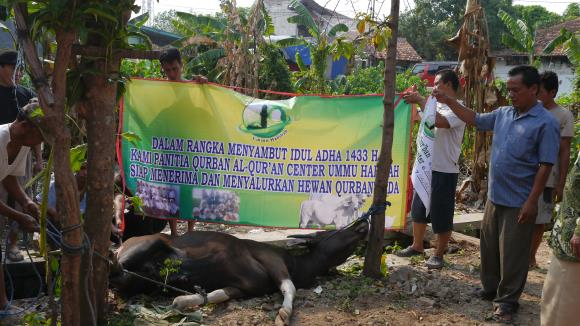 DALAM RANGKA MENYAMBUT IDUL ADHA 1433 H
KAMI PANITIA QURBAN AL-QUR'AN CENTER UMMU HABIBAH
SIAP MENERIMA DAN MENYALURKAN HEWAN QURBAN ANDA